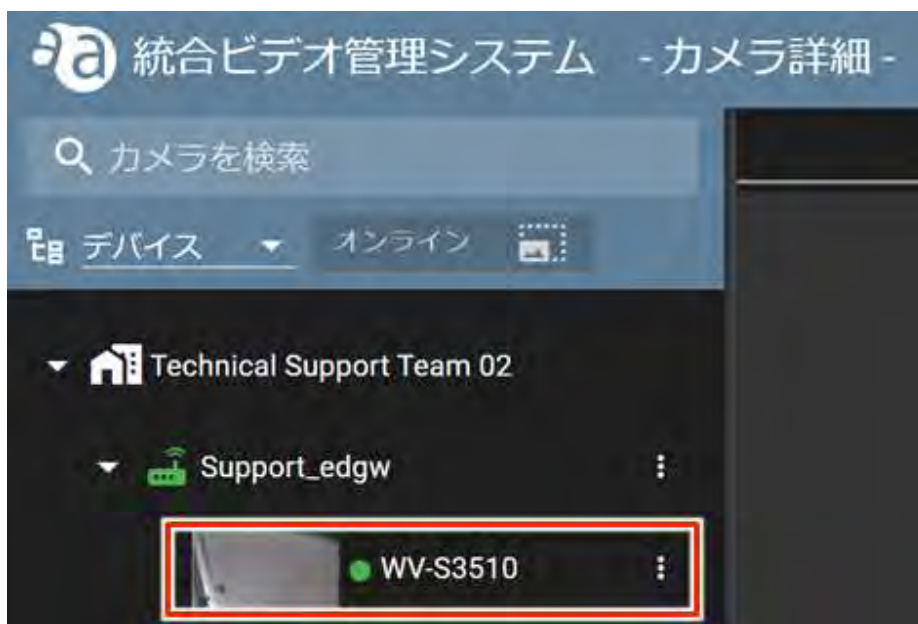 統合ビデオ管理システム - カメラ詳細 -
カメラを検索
デバイス オンライン
Technical Support Team 02
Support_edgw
WV-S3510